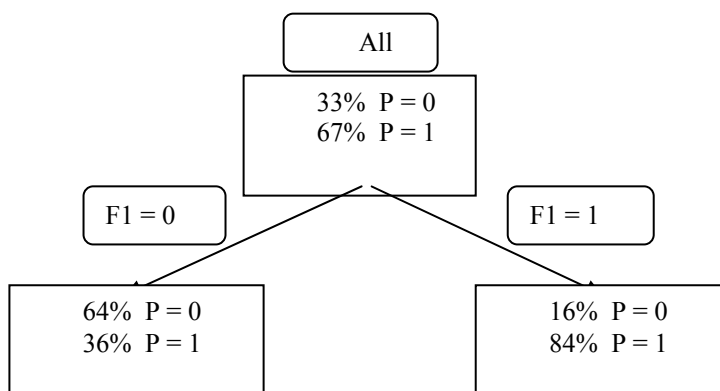 All
33% P = 0
67% P = 1
F1 = 0
F1 = 1
64% P = 0
36% P = 1
16% P = 0
84% P = 1